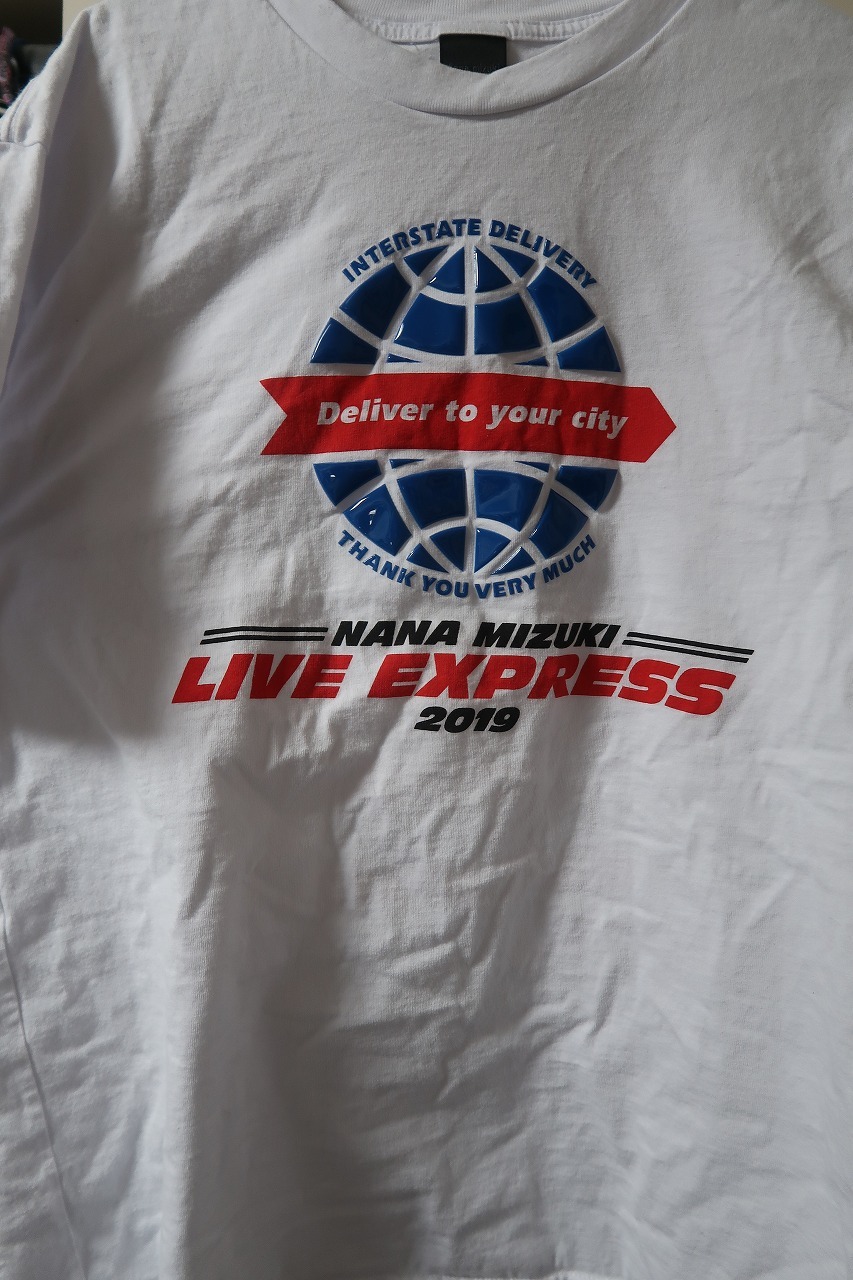 INTERSTATE DELIVERY
Deliver to your city
THANK YOU VERY MUCH
NANA MIZUKI
LIVE EXPRESS
2019